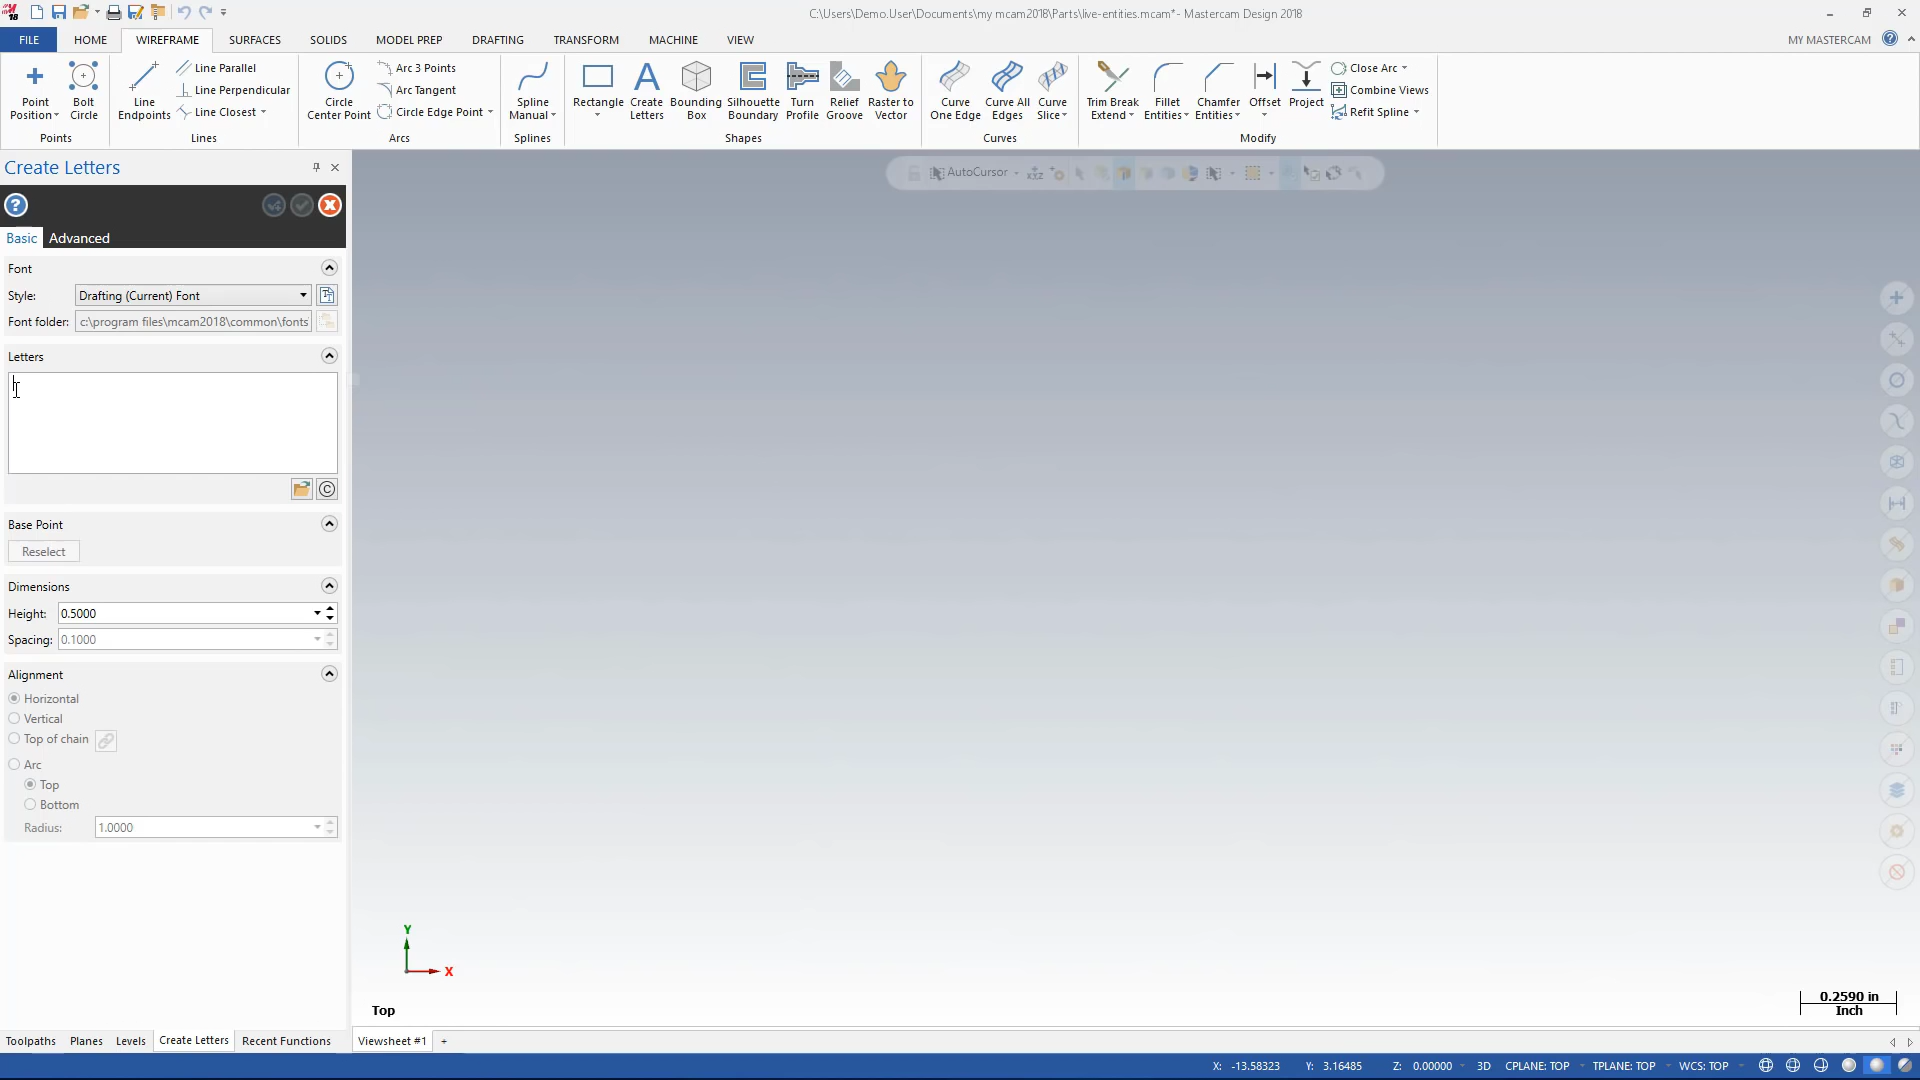 18
C:\Users\Demo.User\Documents\my mcam2018\Parts\live-entities.mcam* - Mastercam Design 2018
FILE HOME WIREFRAME SURFACES SOLIDS MODEL PREP DRAFTING TRANSFORM MACHINE VIEW MY MASTERCAM
Point Position
Bolt Circle
Points
Line Endpoints
Line Parallel
Line Perpendicular
Line Closest
Lines
Circle Center Point
Arc 3 Points
Arc Tangent
Circle Edge Point
Arcs
Spline Manual
Splines
Rectangle
Create Letters
Bounding Box
Silhouette Boundary
Turn Profile
Relief Groove
Raster to Vector
Shapes
Curve One Edge
Curve All Edges
Curve Slice
Curves
Trim Break Extend
Fillet Entities
Chamfer Entities
Offset
Project
Close Arc
Combine Views
Refit Spline
Modify
Create Letters
Basic Advanced
Font
Style: Drafting (Current) Font
Font folder: c:\program files\mcam2018\common\fonts
Letters
Base Point
Reselect
Dimensions
Height: 0.5000
Spacing: 0.1000
Alignment
Horizontal
Vertical
Top of chain
Arc
Top
Bottom
Radius: 1.0000
AutoCursor
Y
X
Top
0.2590 in
Inch
Toolpaths Planes Levels Create Letters Recent Functions Viewsheet #1 +
X: -13.58323 Y: 3.16485 Z: 0.00000 3D CPLANE: TOP TPLANE: TOP WCS: TOP